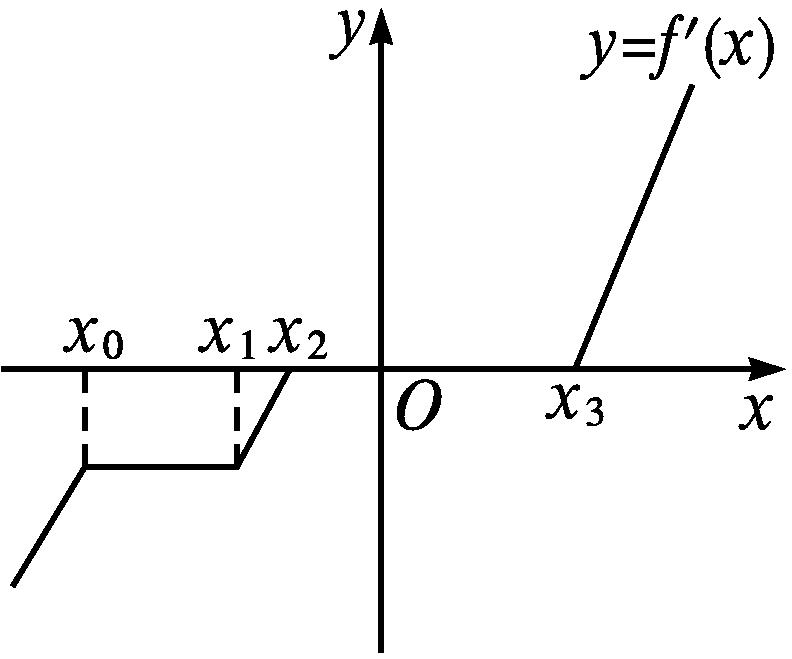 y
y=f′(x)
x₀ x₁ x₂
O x₃ x